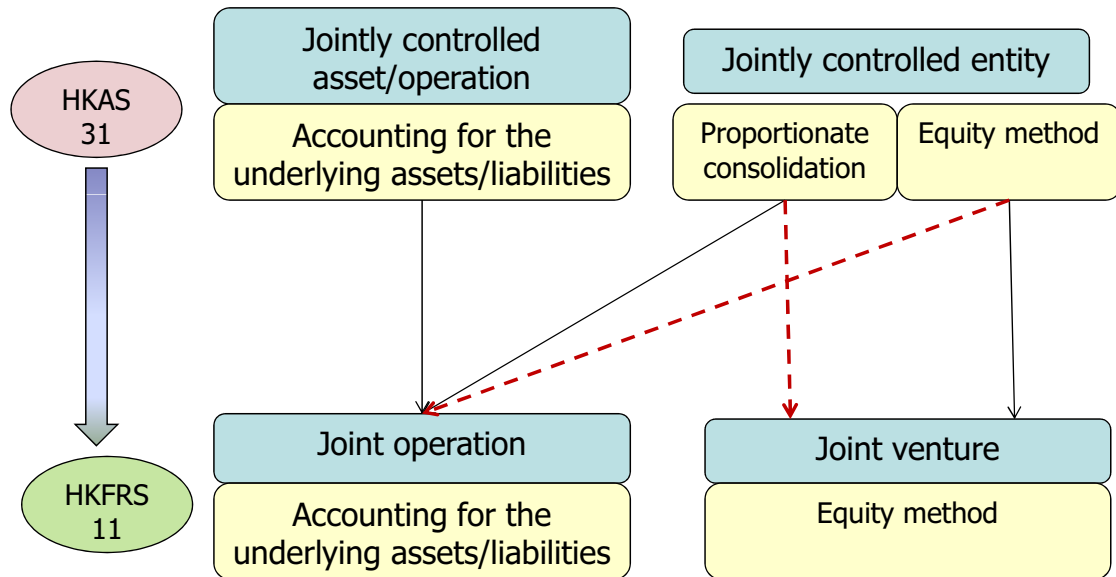 Jointly controlled
asset/operation
Jointly controlled entity
HKAS
31
Accounting for the
underlying assets/liabilities
Proportionate
consolidation
Equity method
Joint operation
Joint venture
HKFRS
11
Accounting for the
underlying assets/liabilities
Equity method